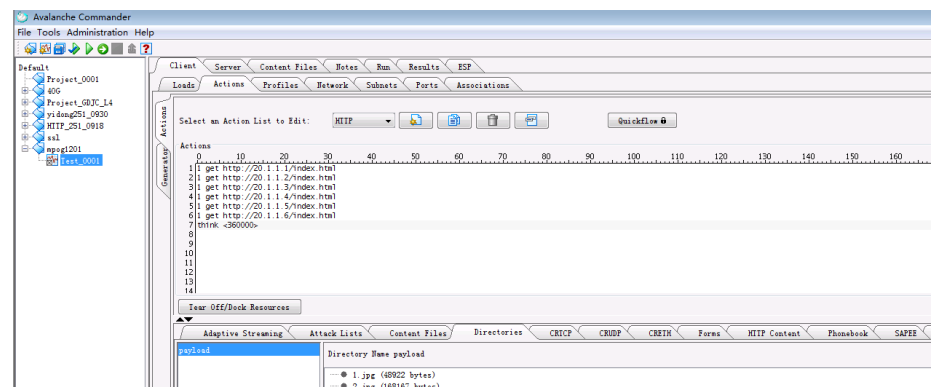 Avalanche Commander
File Tools Administration Help
Default
Project_0001
40G
Project_GDJC_L4
yidong251_0930
HTTP_251_0918
ssl
mpog1201
Test_0001
Client Server Content Files Notes Run Results ESP
Loads Actions Profiles Network Subnets Ports Associations
Actions
Generator
Select an Action List to Edit: HTTP Quickflow
Actions
0 10 20 30 40 50 60 70 80 90 100 110 120 130 140 150 160
1 1 get http://20.1.1.1/index.html
2 1 get http://20.1.1.2/index.html
3 1 get http://20.1.1.3/index.html
4 1 get http://20.1.1.4/index.html
5 1 get http://20.1.1.5/index.html
6 1 get http://20.1.1.6/index.html
7 think <360000>
8
9
10
11
12
13
14
Tear Off/Dock Resources
Adaptive Streaming Attack Lists Content Files Directories CRTCP CRUDP CRETH Forms HTTP Content Phonebook SAPEE
payload
Directory Name payload
1.jpg (48922 bytes)
2.jpg (168167 bytes)